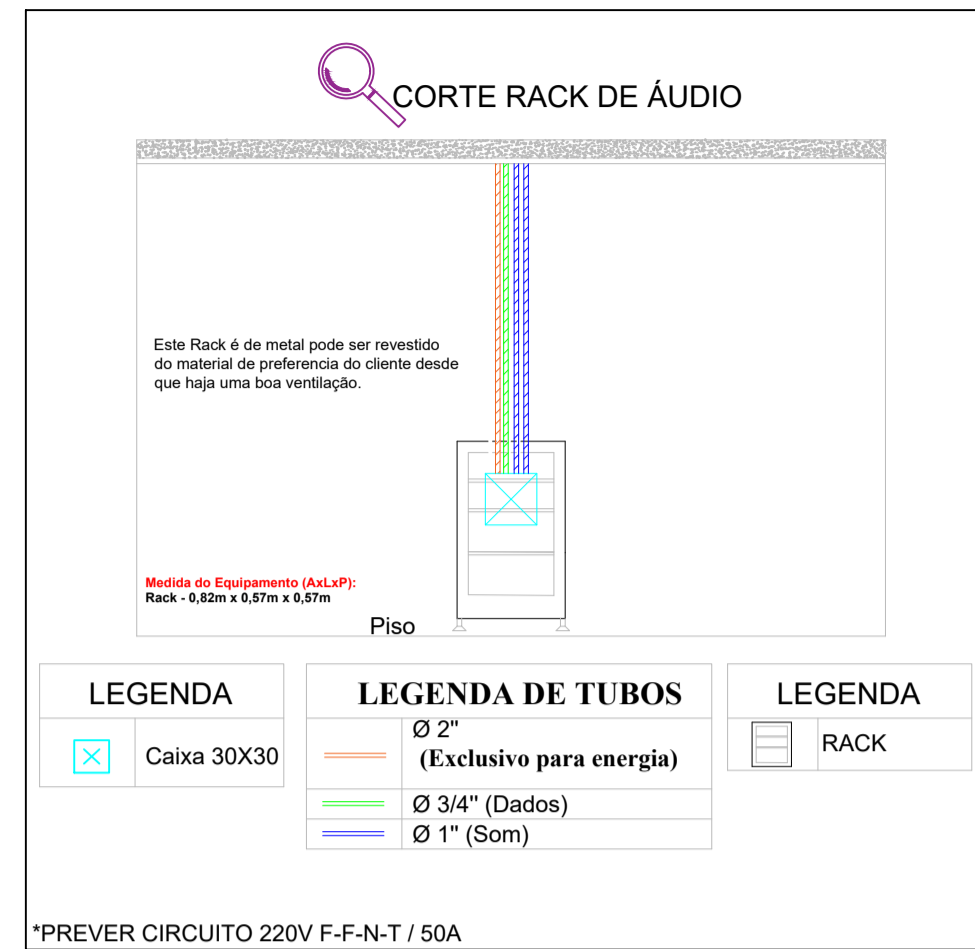 CORTE RACK DE ÁUDIO
Este Rack é de metal pode ser revestido
do material de preferencia do cliente desde
que haja uma boa ventilação.
Medida do Equipamento (AxLxP):
Rack - 0,82m x 0,57m x 0,57m
Piso
LEGENDA
Caixa 30X30
LEGENDA DE TUBOS
Ø 2"
(Exclusivo para energia)
Ø 3/4" (Dados)
Ø 1" (Som)
LEGENDA
RACK
*PREVER CIRCUITO 220V F-F-N-T / 50A